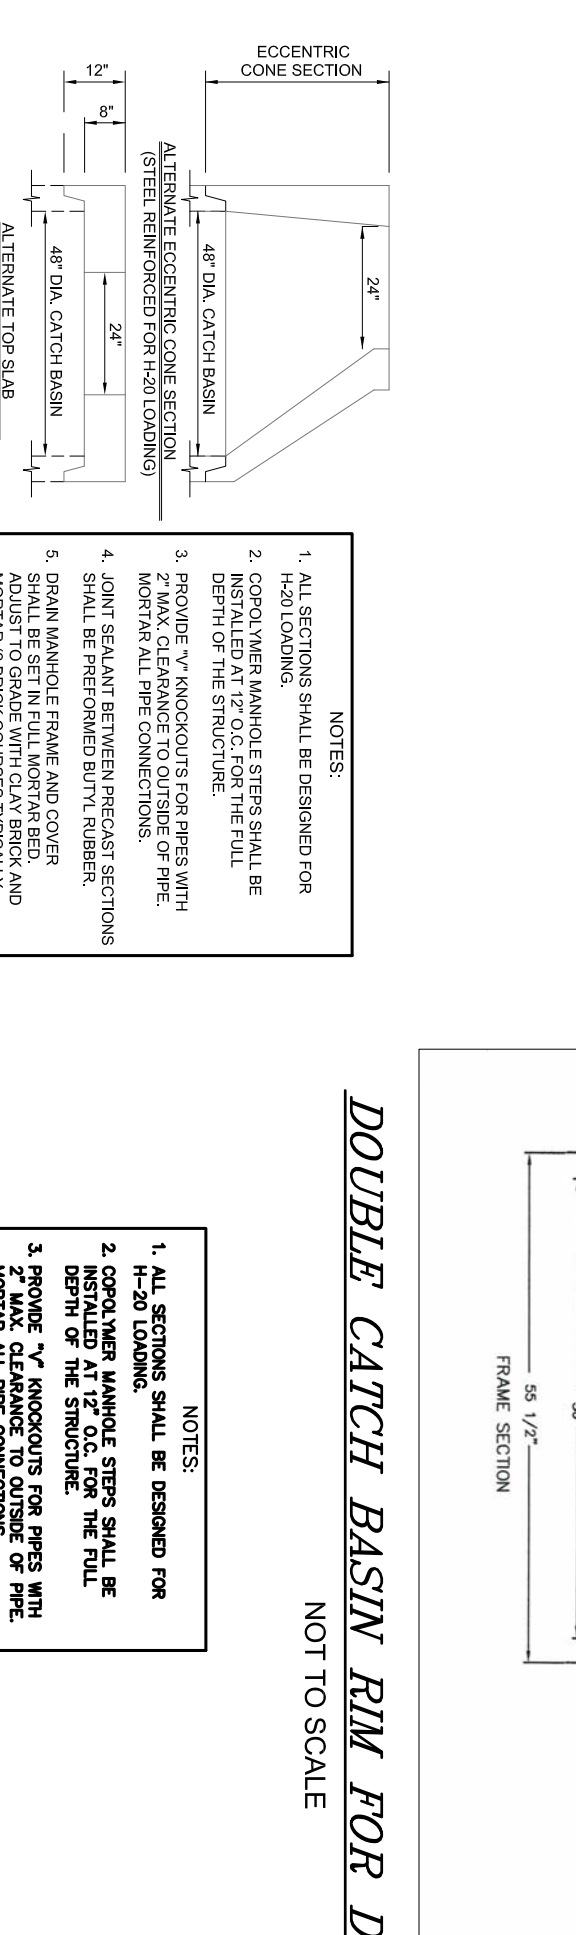 ECCENTRIC
CONE SECTION
24"
48" DIA. CATCH BASIN
ALTERNATE ECCENTRIC CONE SECTION
(STEEL REINFORCED FOR H-20 LOADING)
12"
8"
24"
48" DIA. CATCH BASIN
ALTERNATE TOP SLAB
NOTES:
1. ALL SECTIONS SHALL BE DESIGNED FOR
H-20 LOADING.
2. COPOLYMER MANHOLE STEPS SHALL BE
INSTALLED AT 12" O.C. FOR THE FULL
DEPTH OF THE STRUCTURE.
3. PROVIDE "V" KNOCKOUTS FOR PIPES WITH
2" MAX. CLEARANCE TO OUTSIDE OF PIPE.
MORTAR ALL PIPE CONNECTIONS.
4. JOINT SEALANT BETWEEN PRECAST SECTIONS
SHALL BE PREFORMED BUTYL RUBBER.
5. DRAIN MANHOLE FRAME AND COVER
SHALL BE SET IN FULL MORTAR BED.
ADJUST TO GRADE WITH CLAY BRICK AND
55 1/2"
FRAME SECTION
DOUBLE CATCH BASIN RIM FOR D
NOT TO SCALE
NOTES:
1. ALL SECTIONS SHALL BE DESIGNED FOR
H-20 LOADING.
2. COPOLYMER MANHOLE STEPS SHALL BE
INSTALLED AT 12" O.C. FOR THE FULL
DEPTH OF THE STRUCTURE.
3. PROVIDE "V" KNOCKOUTS FOR PIPES WITH
2" MAX. CLEARANCE TO OUTSIDE OF PIPE.